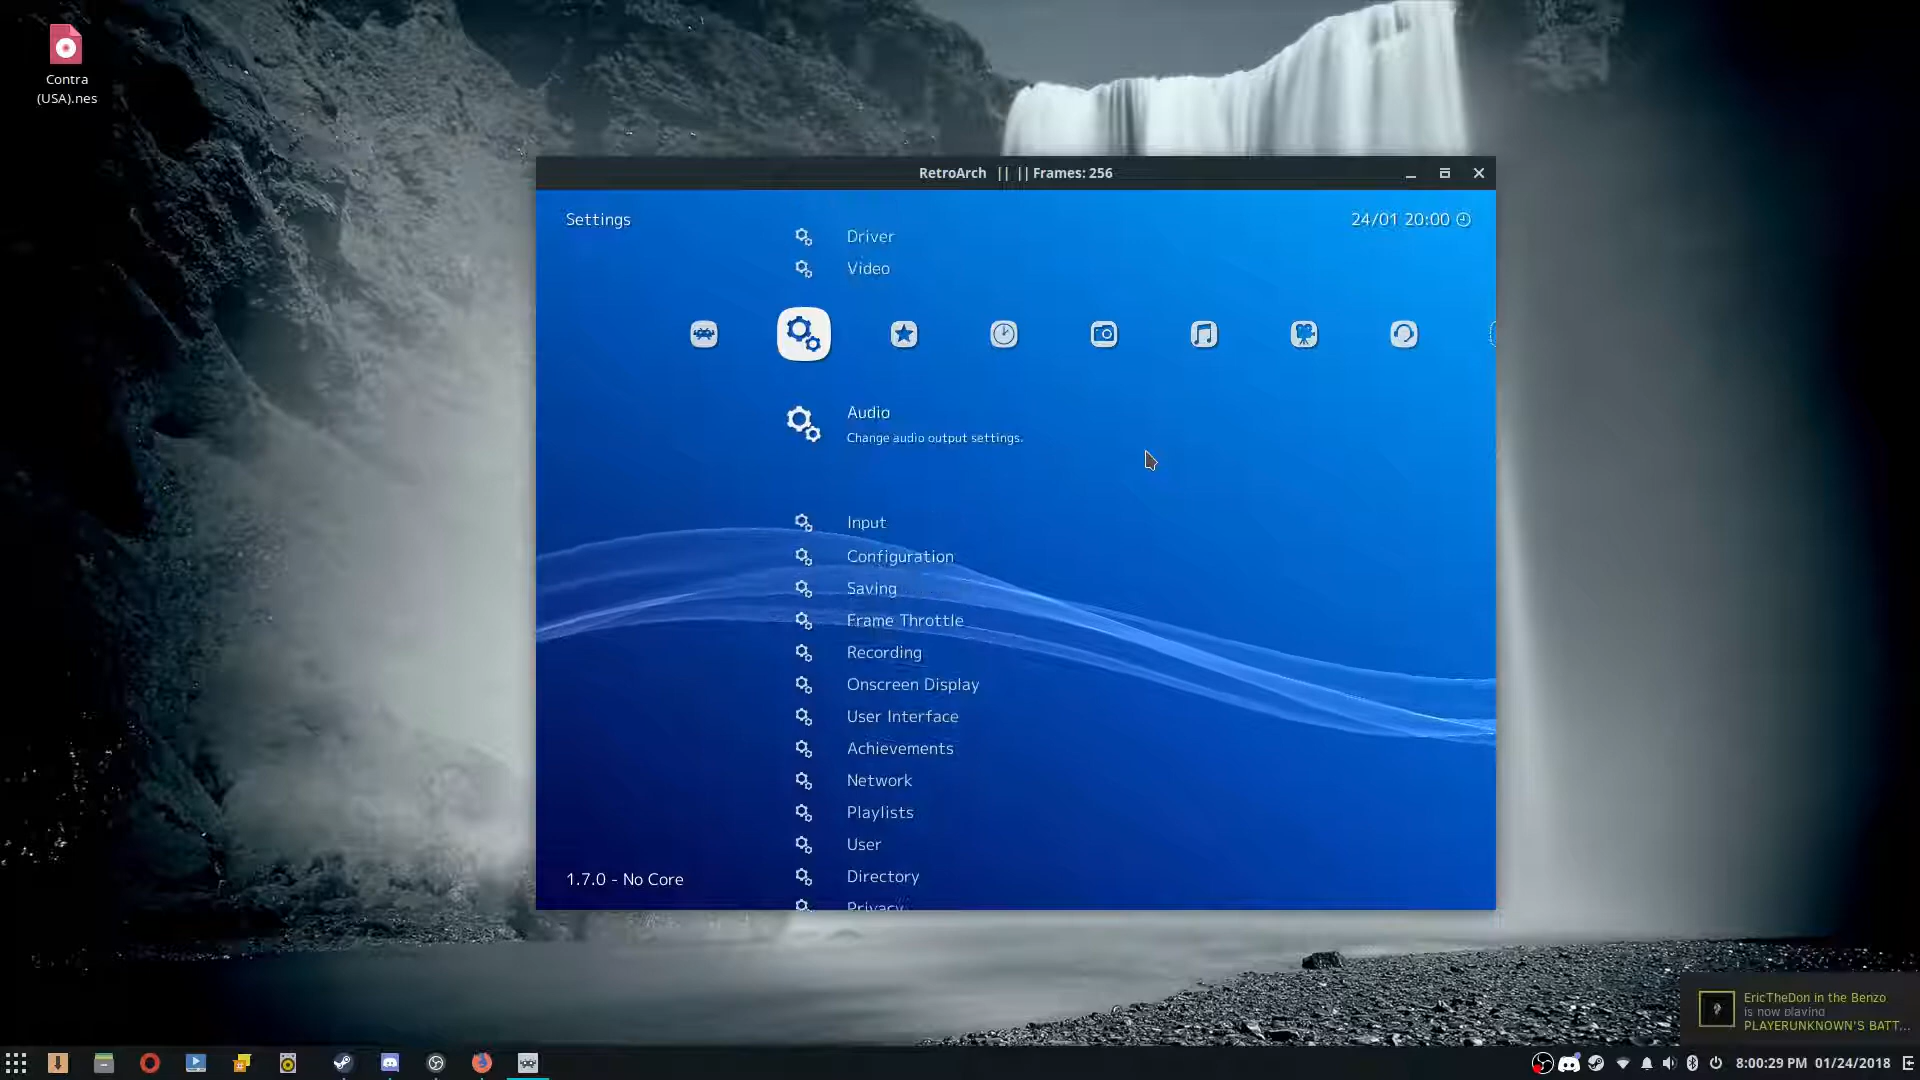 Contra
(USA).nes
RetroArch || || Frames: 256
Settings
24/01 20:00
Driver
Video
Audio
Change audio output settings.
Input
Configuration
Saving
Frame Throttle
Recording
Onscreen Display
User Interface
Achievements
Network
Playlists
User
Directory
Privacy
1.7.0 - No Core
EricTheDon in the Benzo
is now playing
PLAYERUNKNOWN'S BATT...
8:00:29 PM 01/24/2018